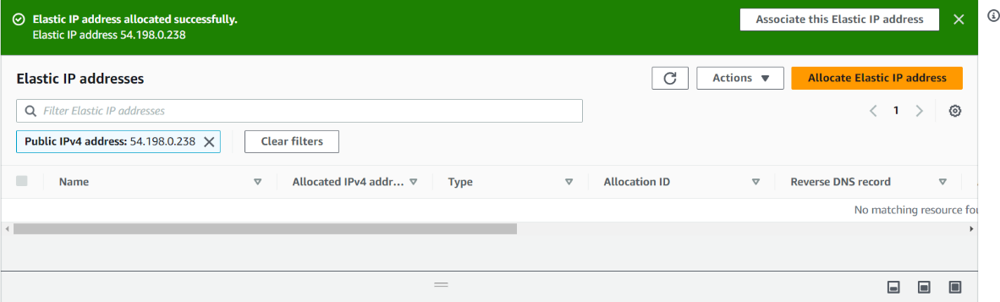 Elastic IP address allocated successfully.
Elastic IP address 54.198.0.238
Associate this Elastic IP address
Elastic IP addresses
Actions
Allocate Elastic IP address
Filter Elastic IP addresses
1
Public IPv4 address: 54.198.0.238
Clear filters
Name
Allocated IPv4 addr...
Type
Allocation ID
Reverse DNS record
No matching resource fou